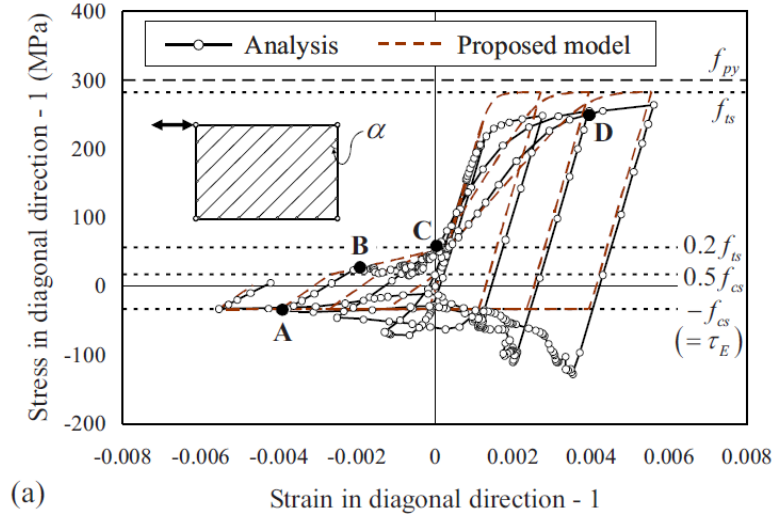 Analysis Proposed model
400
300
200
100
0
-100
-200
Stress in diagonal direction - 1 (MPa)
α
A
B
C
D
f_py
f_ts
0.2 f_ts
0.5 f_cs
- f_cs
(= τ_E)
-0.008 -0.006 -0.004 -0.002 0 0.002 0.004 0.006 0.008
(a) Strain in diagonal direction - 1